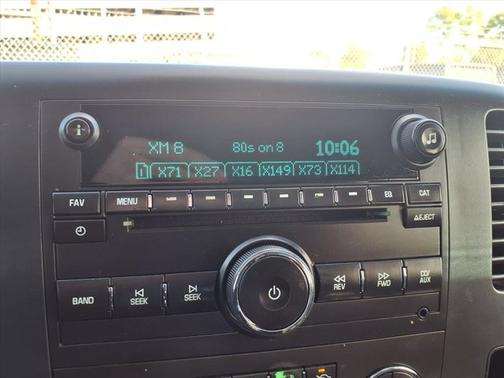 XM 8 80s on 8 10:06
1 X71 X27 X16 X149 X73 X114
FAV MENU EQ CAT
EJECT
BAND SEEK SEEK REV FWD CD/AUX